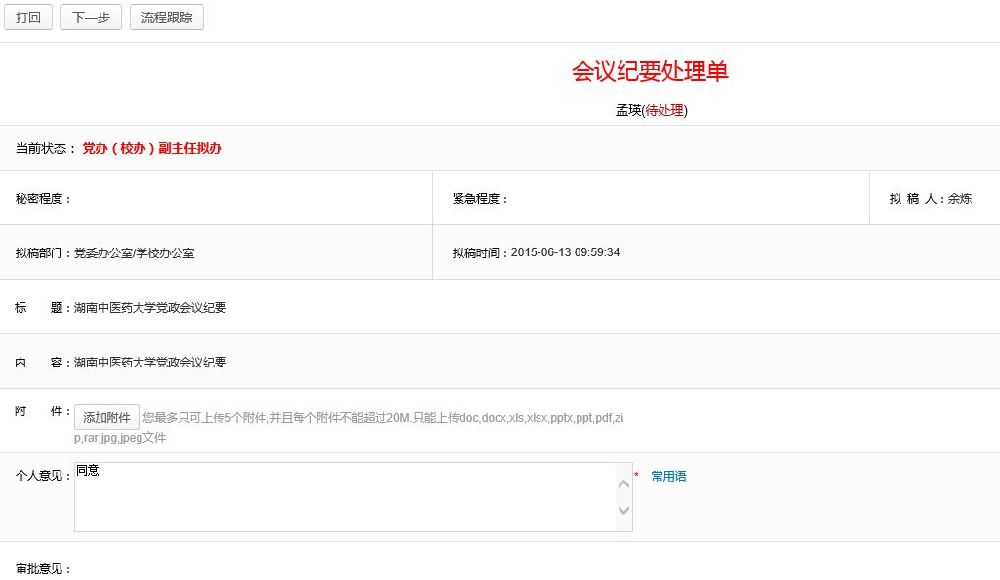 打回 下一步 流程跟踪
会议纪要处理单
孟瑛(待处理)
当前状态：党办（校办）副主任拟办
秘密程度： 紧急程度： 拟 稿 人：余炼
拟稿部门：党委办公室/学校办公室 拟稿时间：2015-06-13 09:59:34
标 题：湖南中医药大学党政会议纪要
内 容：湖南中医药大学党政会议纪要
附 件：添加附件 您最多只可上传5个附件,并且每个附件不能超过20M.只能上传doc,docx,xls,xlsx,pptx,ppt,pdf,zi
p,rar,jpg,jpeg文件
个人意见：同意 * 常用语
审批意见：